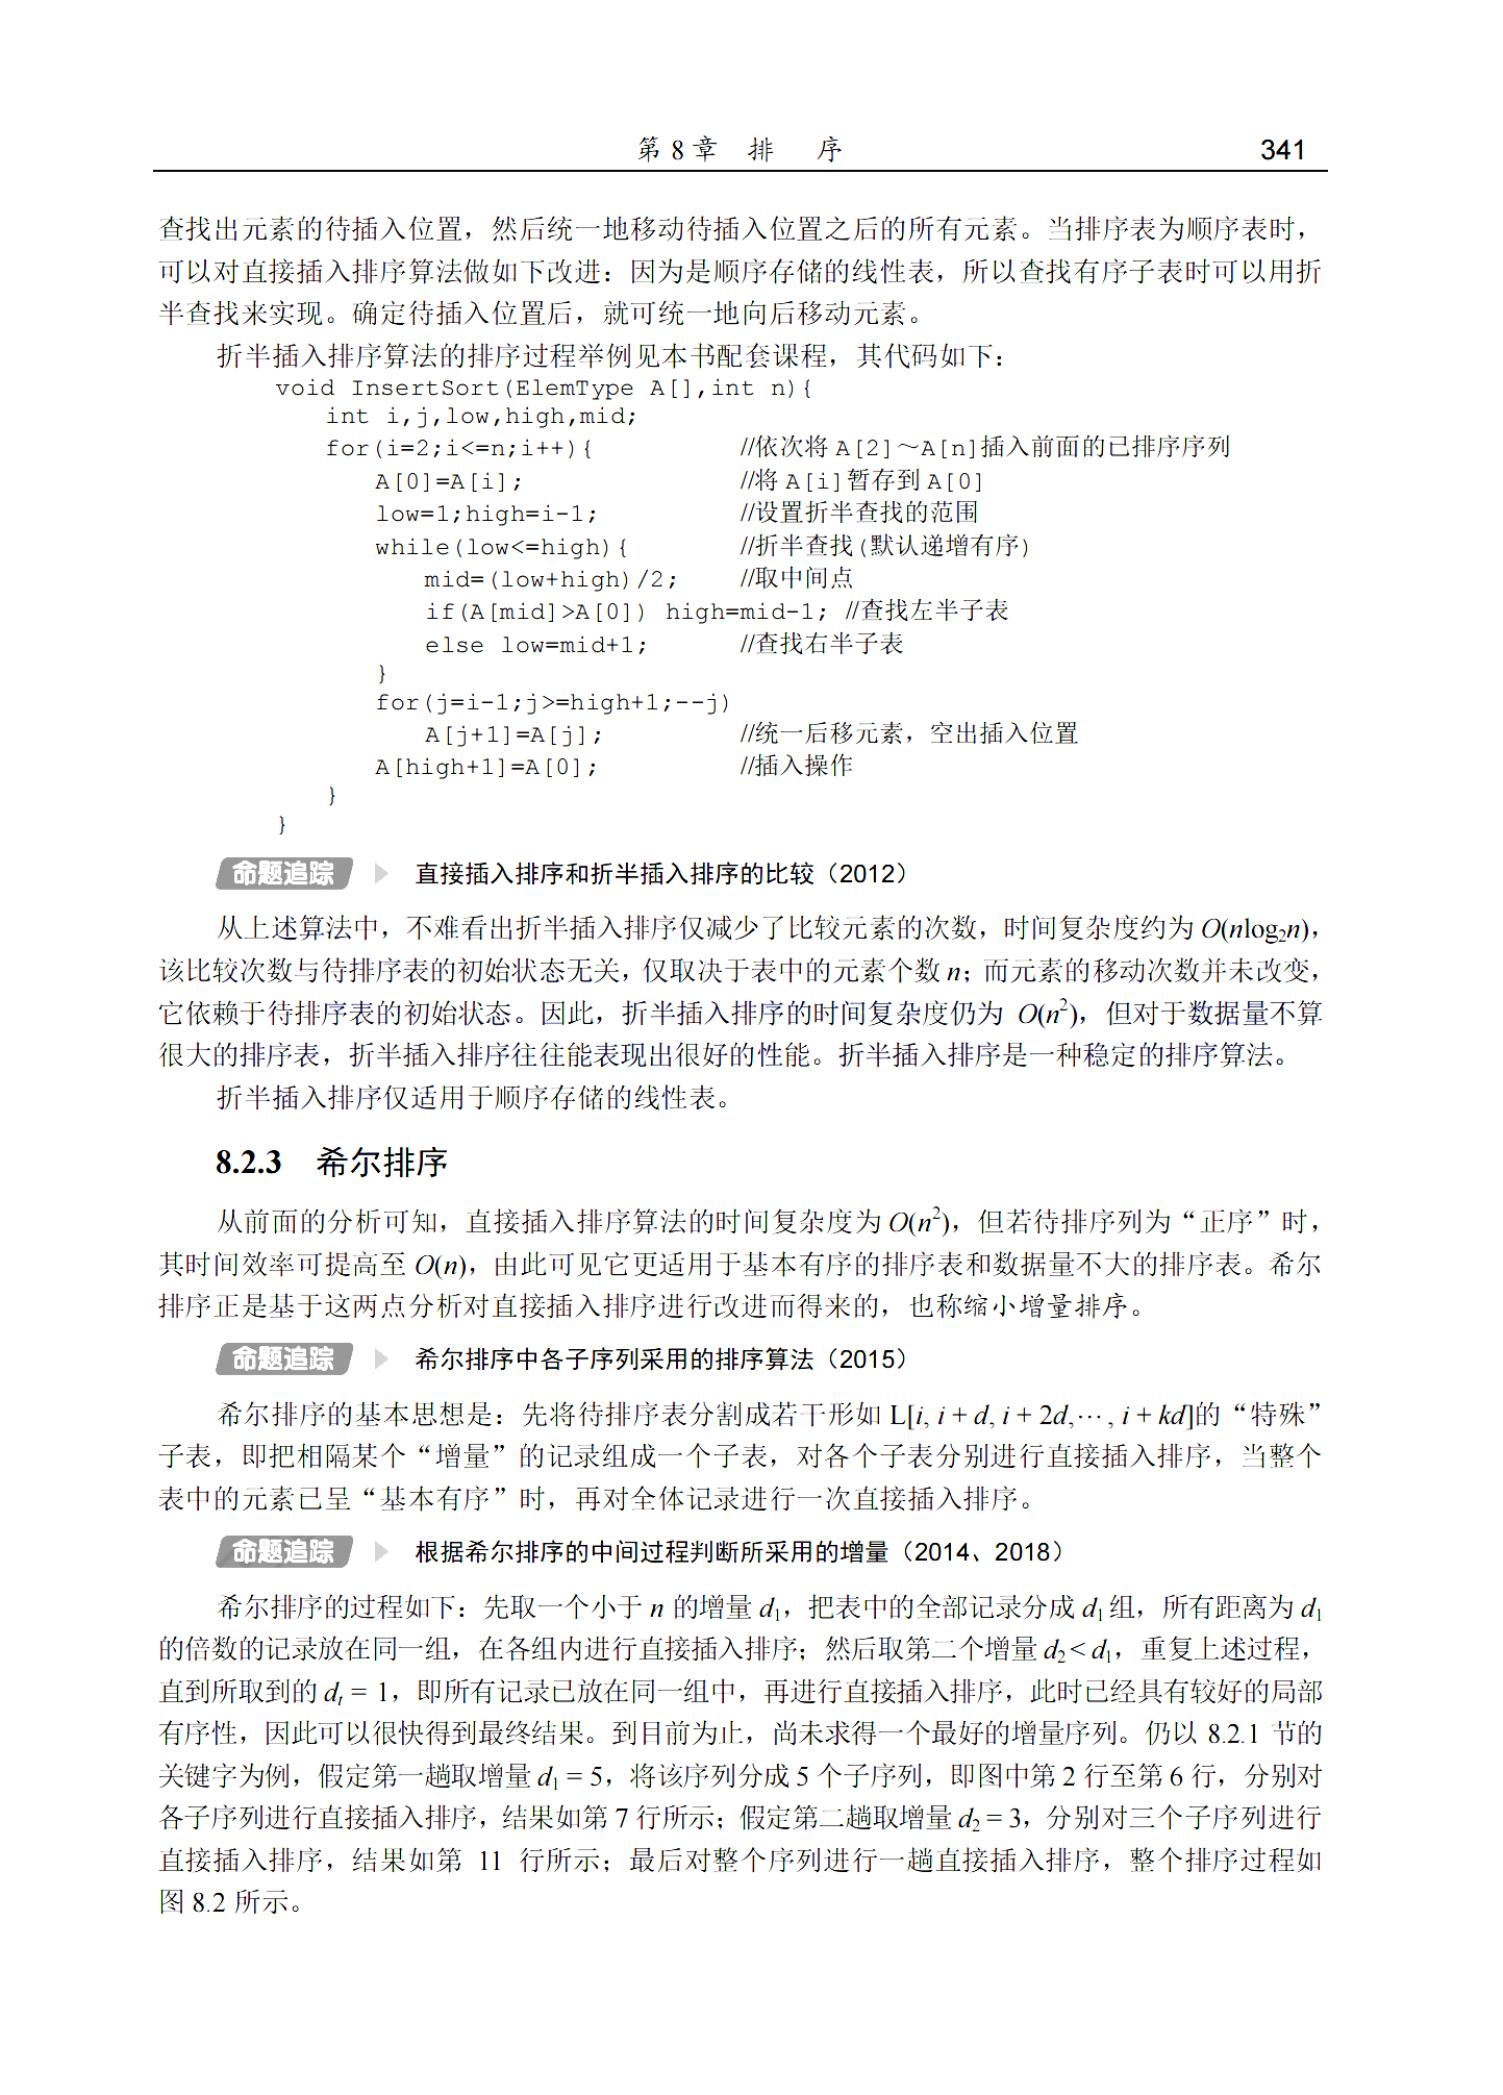 第 8 章 排 序 341
查找出元素的待插入位置，然后统一地移动待插入位置之后的所有元素。当排序表为顺序表时，
可以对直接插入排序算法做如下改进：因为是顺序存储的线性表，所以查找有序子表时可以用折
半查找来实现。确定待插入位置后，就可统一地向后移动元素。
折半插入排序算法的排序过程举例见本书配套课程，其代码如下：
void InsertSort(ElemType A[],int n){
int i,j,low,high,mid;
for(i=2;i<=n;i++){ //依次将 A[2]～A[n]插入前面的已排序序列
A[0]=A[i]; //将 A[i]暂存到 A[0]
low=1;high=i-1; //设置折半查找的范围
while(low<=high){ //折半查找(默认递增有序)
mid=(low+high)/2; //取中间点
if(A[mid]>A[0]) high=mid-1; //查找左半子表
else low=mid+1; //查找右半子表
}
for(j=i-1;j>=high+1;--j)
A[j+1]=A[j]; //统一后移元素，空出插入位置
A[high+1]=A[0]; //插入操作
}
}
命题追踪 直接插入排序和折半插入排序的比较（2012）
从上述算法中，不难看出折半插入排序仅减少了比较元素的次数，时间复杂度约为 O(nlog₂n)，
该比较次数与待排序表的初始状态无关，仅取决于表中的元素个数 n；而元素的移动次数并未改变，
它依赖于待排序表的初始状态。因此，折半插入排序的时间复杂度仍为 O(n²)，但对于数据量不算
很大的排序表，折半插入排序往往能表现出很好的性能。折半插入排序是一种稳定的排序算法。
折半插入排序仅适用于顺序存储的线性表。
8.2.3 希尔排序
从前面的分析可知，直接插入排序算法的时间复杂度为 O(n²)，但若待排序列为“正序”时，
其时间效率可提高至 O(n)，由此可见它更适用于基本有序的排序表和数据量不大的排序表。希尔
排序正是基于这两点分析对直接插入排序进行改进而得来的，也称缩小增量排序。
命题追踪 希尔排序中各子序列采用的排序算法（2015）
希尔排序的基本思想是：先将待排序表分割成若干形如 L[i, i + d, i + 2d,⋯, i + kd]的“特殊”
子表，即把相隔某个“增量”的记录组成一个子表，对各个子表分别进行直接插入排序，当整个
表中的元素已呈“基本有序”时，再对全体记录进行一次直接插入排序。
命题追踪 根据希尔排序的中间过程判断所采用的增量（2014、2018）
希尔排序的过程如下：先取一个小于 n 的增量 d₁，把表中的全部记录分成 d₁ 组，所有距离为 d₁
的倍数的记录放在同一组，在各组内进行直接插入排序；然后取第二个增量 d₂ < d₁，重复上述过程，
直到所取到的 dₜ = 1，即所有记录已放在同一组中，再进行直接插入排序，此时已经具有较好的局部
有序性，因此可以很快得到最终结果。到目前为止，尚未求得一个最好的增量序列。仍以 8.2.1 节的
关键字为例，假定第一趟取增量 d₁ = 5，将该序列分成 5 个子序列，即图中第 2 行至第 6 行，分别对
各子序列进行直接插入排序，结果如第 7 行所示；假定第二趟取增量 d₂ = 3，分别对三个子序列进行
直接插入排序，结果如第 11 行所示；最后对整个序列进行一趟直接插入排序，整个排序过程如
图 8.2 所示。